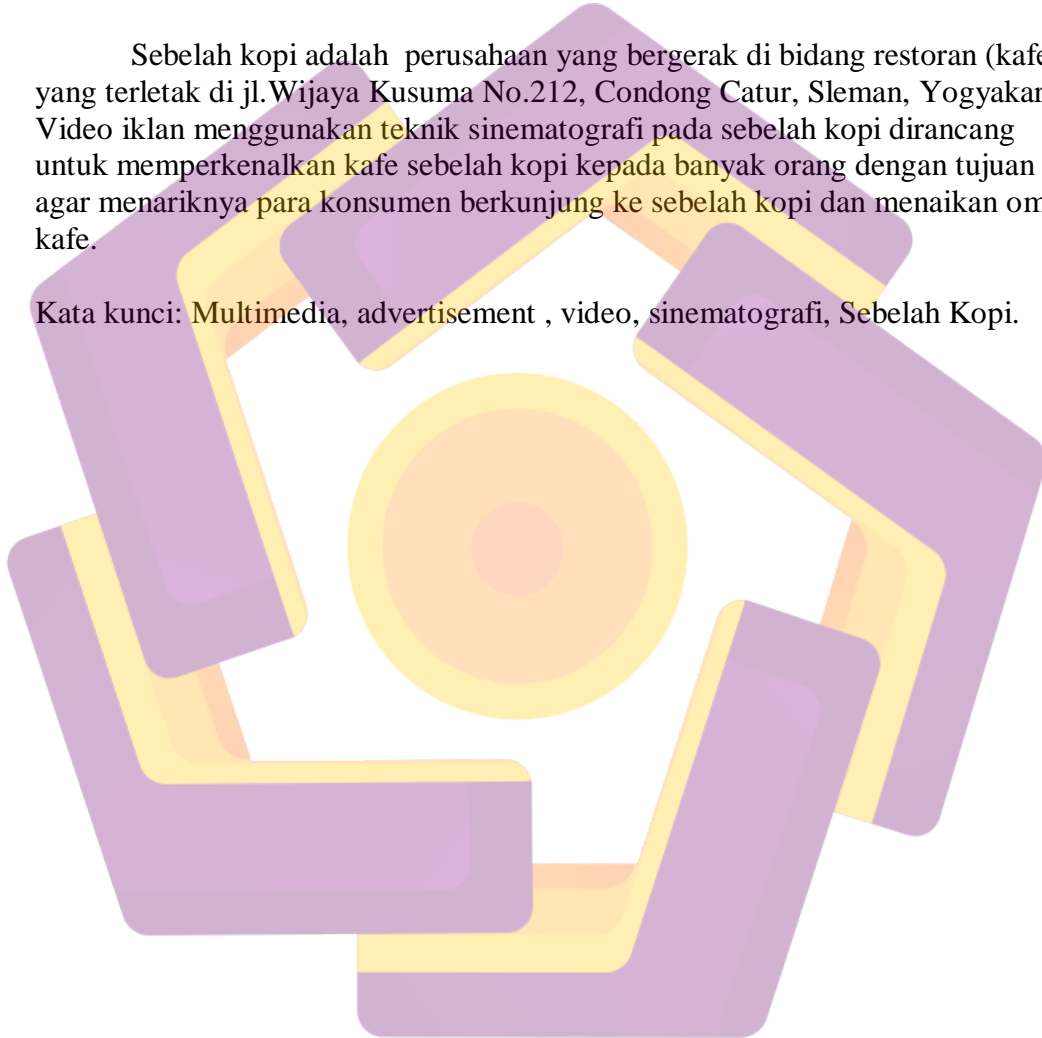 Sebelah kopi adalah  perusahaan yang bergerak di bidang restoran (kafe
yang terletak di jl.Wijaya Kusuma No.212, Condong Catur, Sleman, Yogyakar
Video iklan menggunakan teknik sinematografi pada sebelah kopi dirancang
untuk memperkenalkan kafe sebelah kopi kepada banyak orang dengan tujuan
agar menariknya para konsumen berkunjung ke sebelah kopi dan menaikan om
kafe.
Kata kunci: Multimedia, advertisement , video, sinematografi, Sebelah Kopi.